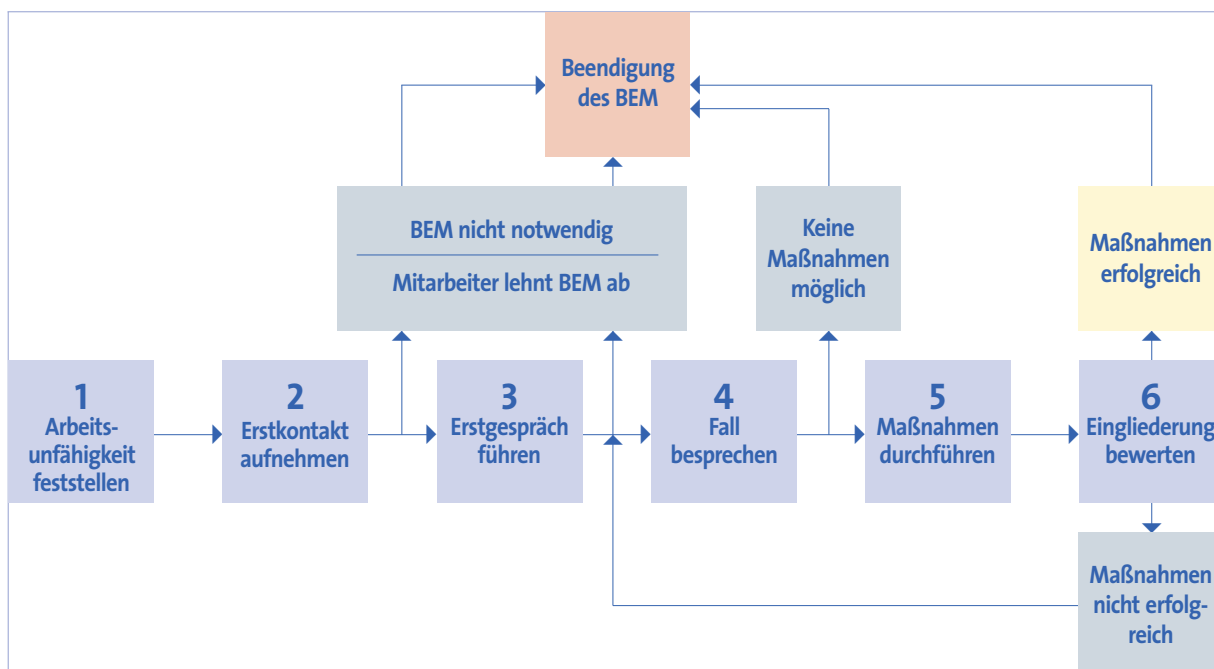 Beendigung
des BEM
BEM nicht notwendig
Mitarbeiter lehnt BEM ab
Keine
Maßnahmen
möglich
Maßnahmen
erfolgreich
1
Arbeits-
unfähigkeit
feststellen
2
Erstkontakt
aufnehmen
3
Erstgespräch
führen
4
Fall
besprechen
5
Maßnahmen
durchführen
6
Eingliederung
bewerten
Maßnahmen
nicht erfolg-
reich